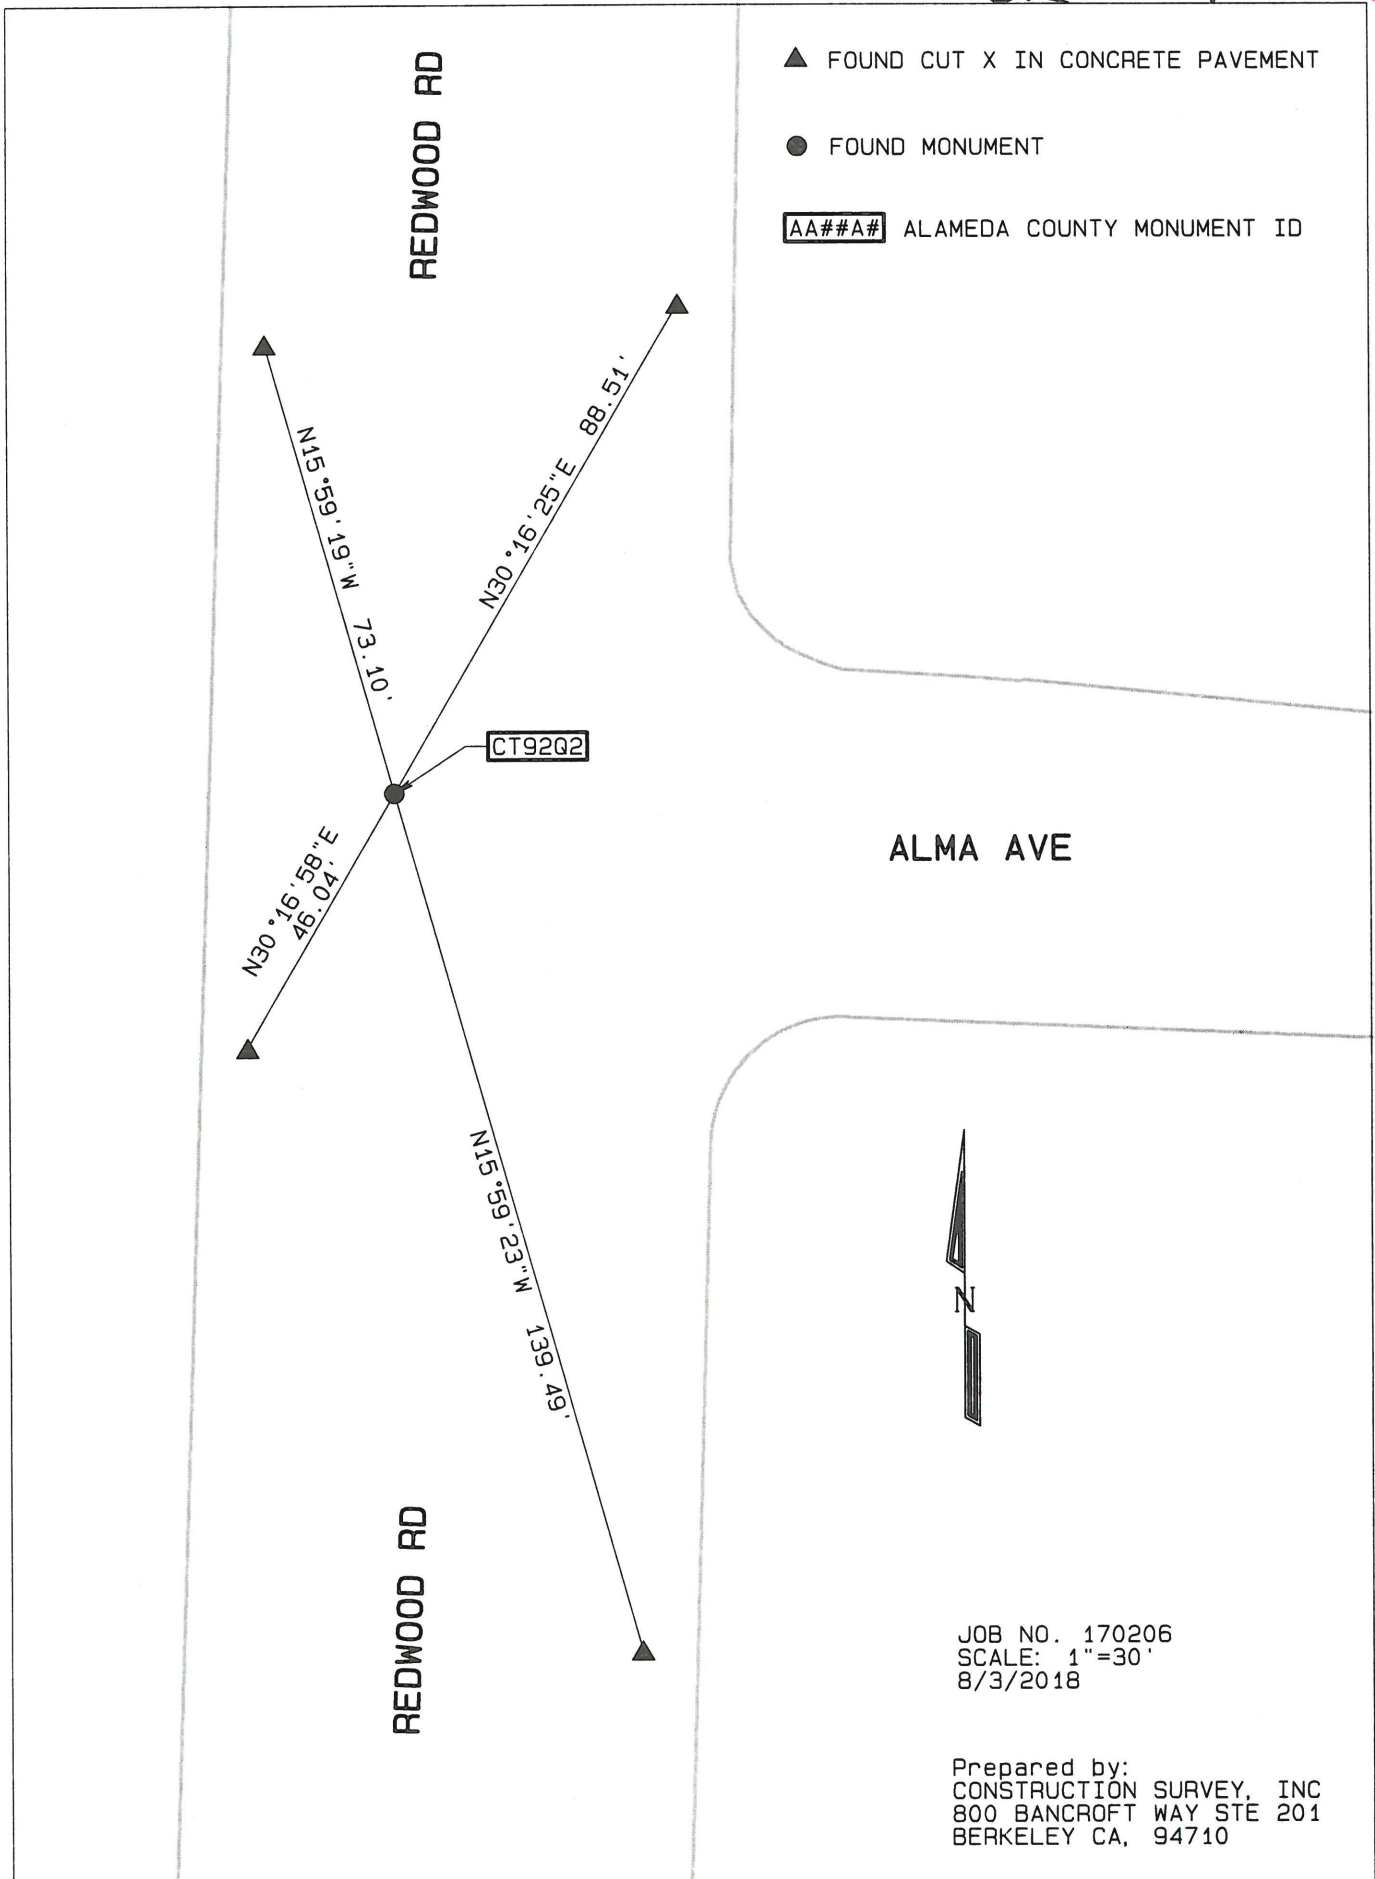 ▲ FOUND CUT X IN CONCRETE PAVEMENT
● FOUND MONUMENT
AA##A# ALAMEDA COUNTY MONUMENT ID
REDWOOD RD
N15°59'19"W 73.10'
N30°16'25"E 88.51'
CT92Q2
N30°16'58"E
46.04'
ALMA AVE
N15°59'23"W 139.49'
N
REDWOOD RD
JOB NO. 170206
SCALE: 1"=30'
8/3/2018
Prepared by:
CONSTRUCTION SURVEY, INC
800 BANCROFT WAY STE 201
BERKELEY CA, 94710